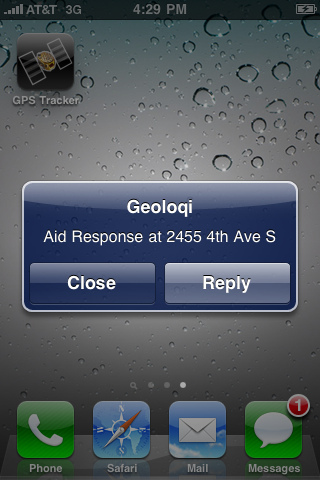 AT&T 3G 4:29 PM
GPS Tracker
Geoloqi
Aid Response at 2455 4th Ave S
Close Reply
1
Phone Safari Mail Messages